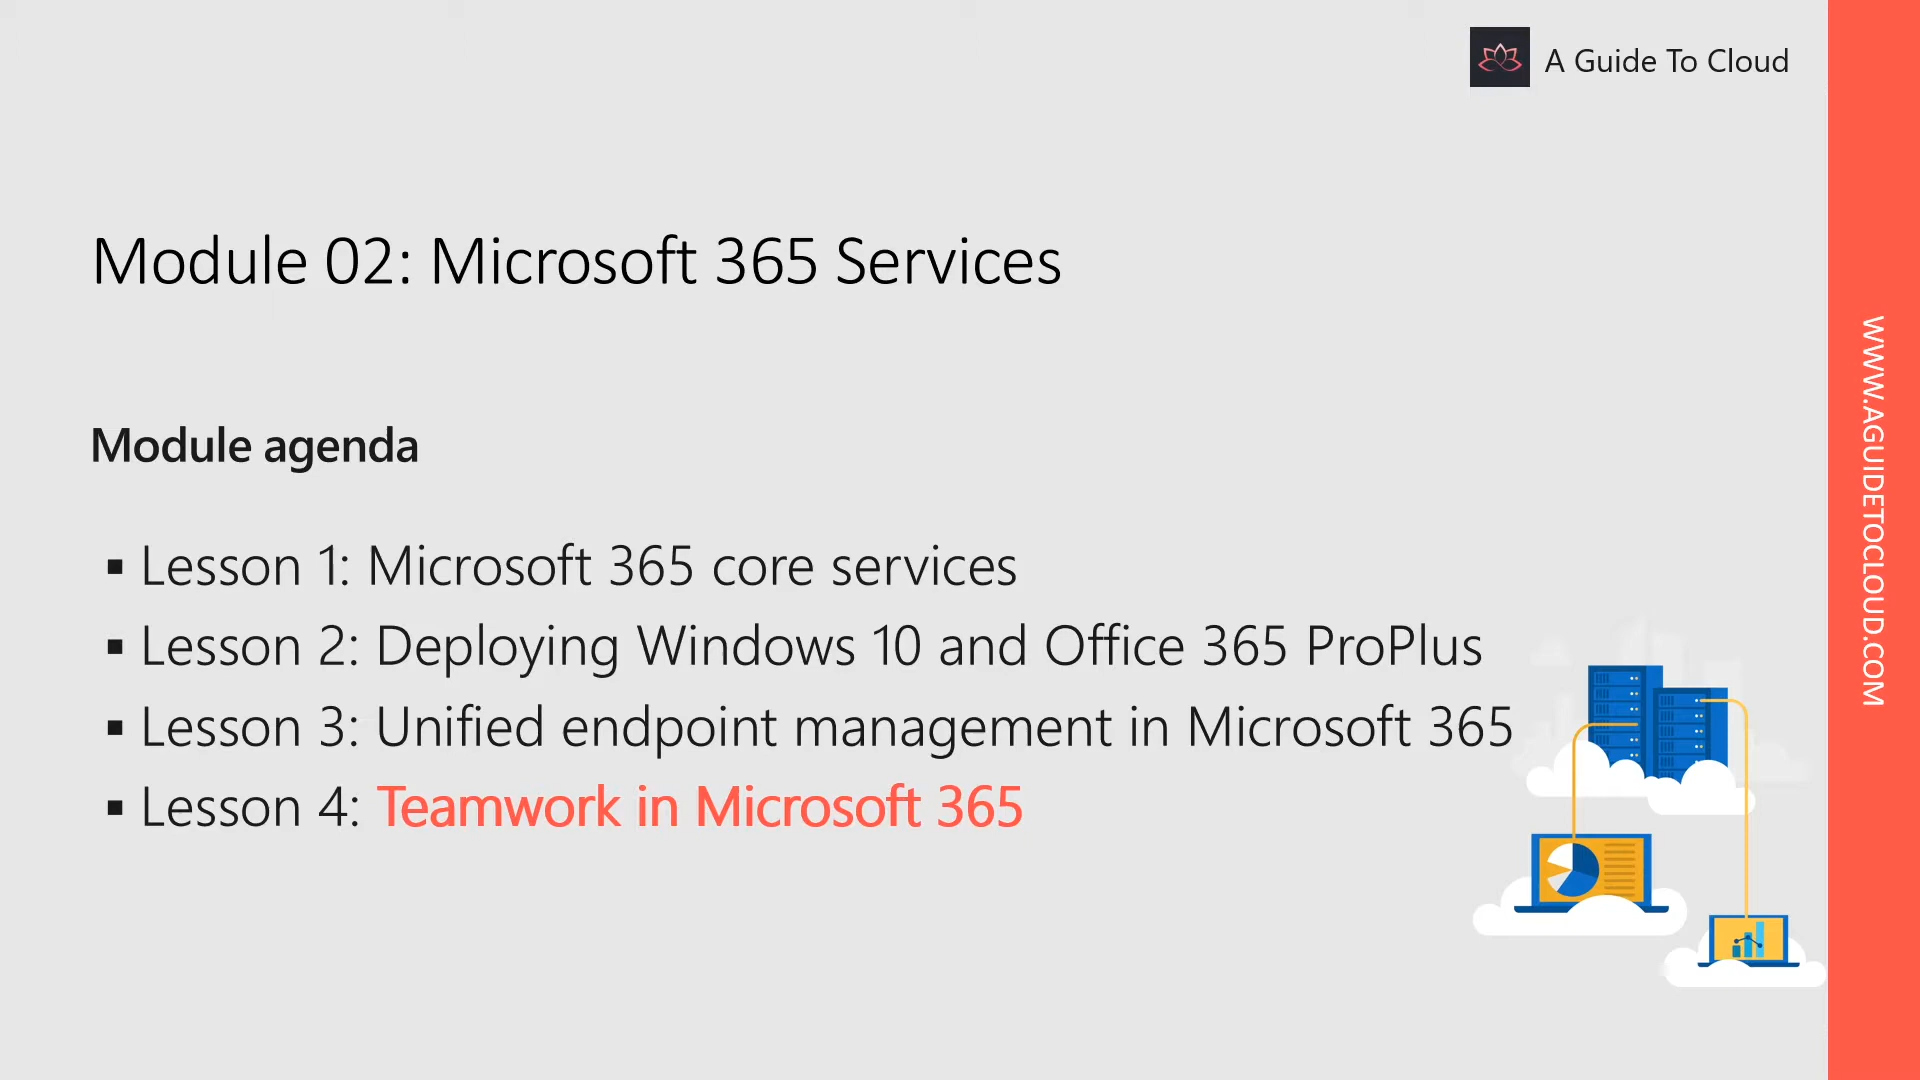 A Guide To Cloud
Module 02: Microsoft 365 Services
Module agenda
▪ Lesson 1: Microsoft 365 core services
▪ Lesson 2: Deploying Windows 10 and Office 365 ProPlus
▪ Lesson 3: Unified endpoint management in Microsoft 365
▪ Lesson 4: Teamwork in Microsoft 365
WWW.AGUIDETOCLOUD.COM